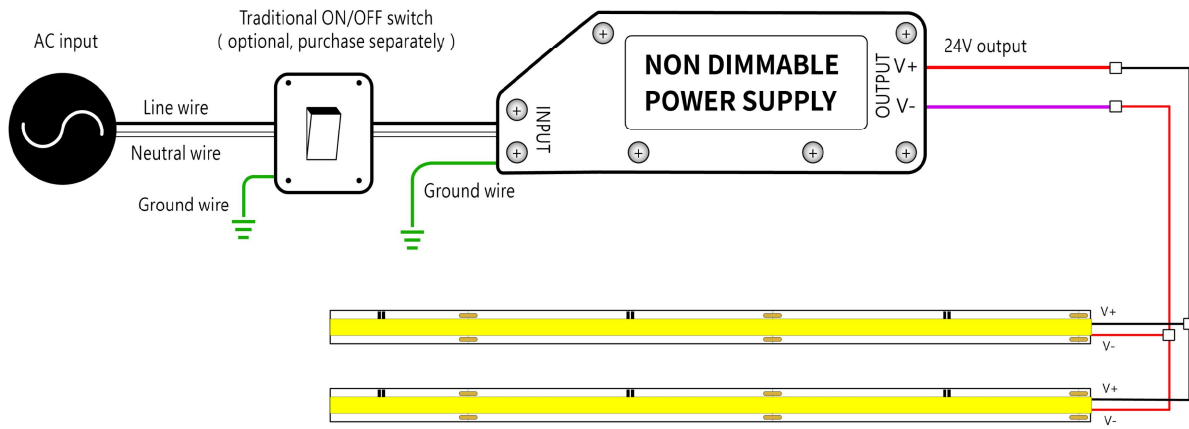 Traditional ON/OFF switch
( optional, purchase separately )
AC input
24V output
Line wire
Neutral wire
Ground wire
Ground wire
INPUT
NON DIMMABLE
POWER SUPPLY
OUTPUT
V+
V-
V+
V-
V+
V-